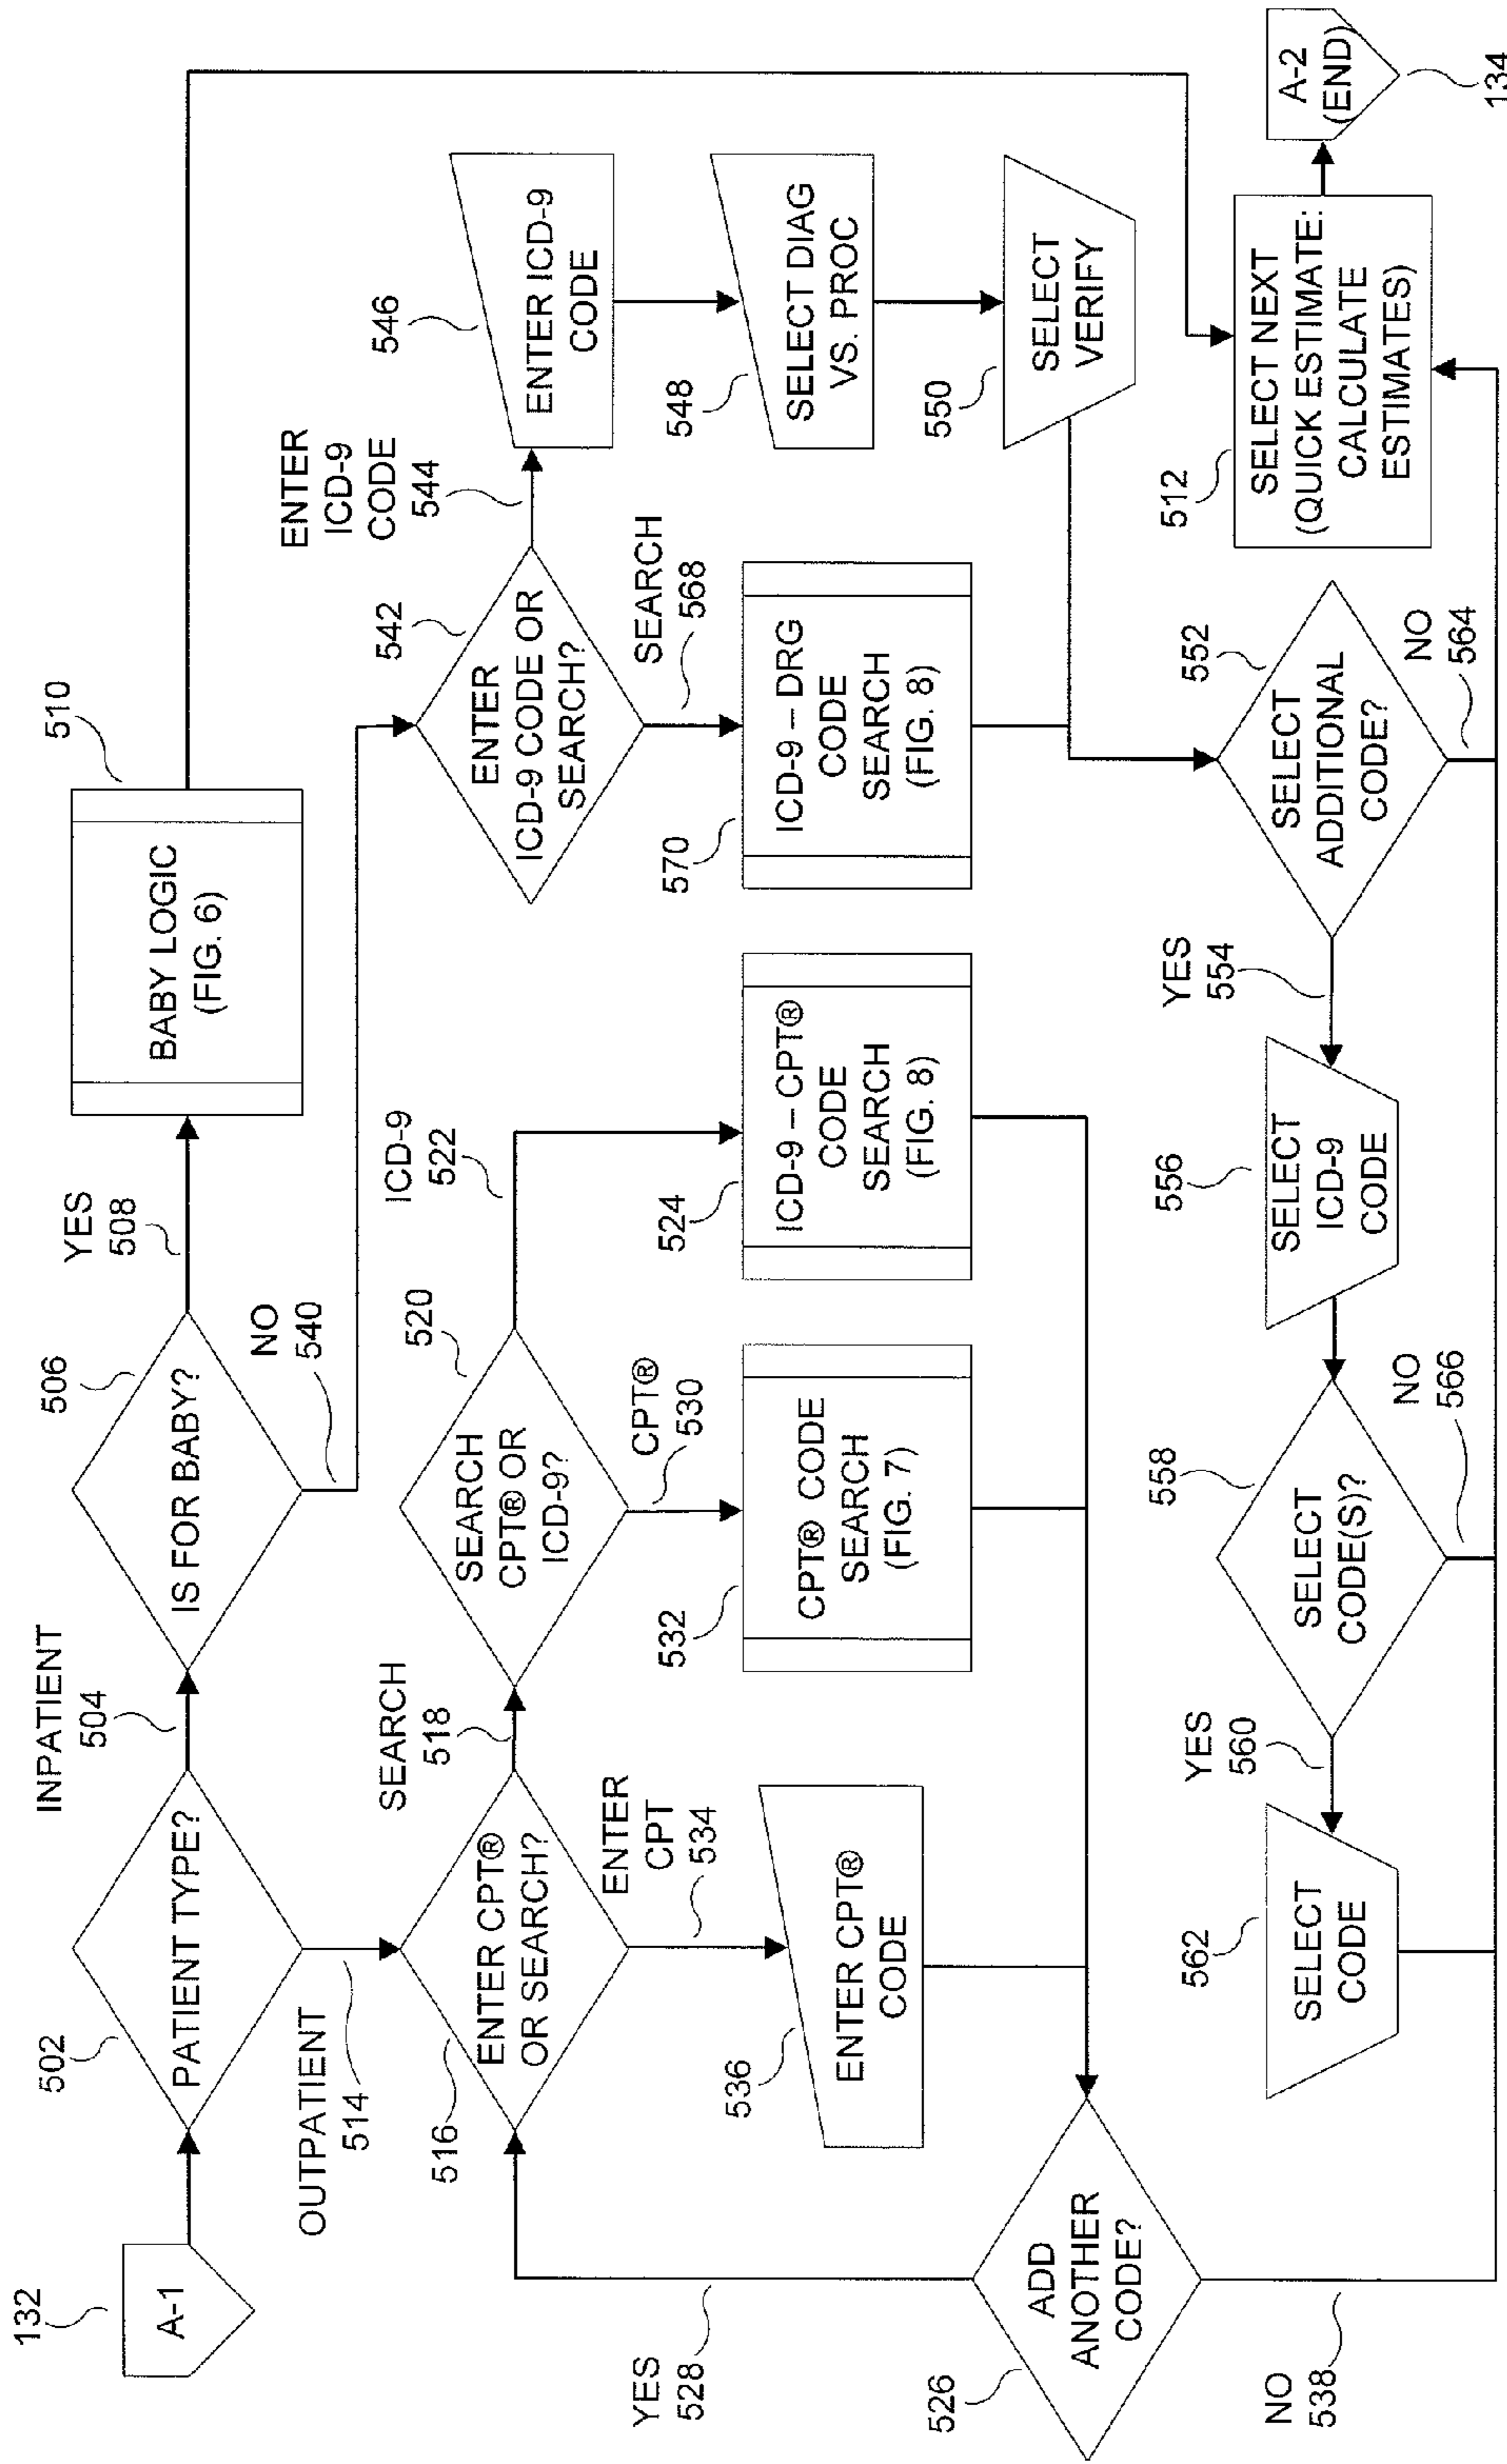 132
A-1
502
PATIENT TYPE?
INPATIENT
504
506
IS FOR BABY?
YES
508
510
BABY LOGIC
(FIG. 6)
OUTPATIENT
514
NO
540
516
ENTER CPT®
OR SEARCH?
SEARCH
518
520
SEARCH
CPT® OR
ICD-9?
ICD-9
522
542
ENTER
ICD-9 CODE OR
SEARCH?
ENTER
ICD-9
CODE
544
546
ENTER ICD-9
CODE
ENTER
CPT
534
CPT®
530
SEARCH
568
536
ENTER CPT®
CODE
532
CPT® CODE
SEARCH
(FIG. 7)
524
ICD-9 – CPT®
CODE
SEARCH
(FIG. 8)
570
ICD-9 – DRG
CODE
SEARCH
(FIG. 8)
548
SELECT DIAG
VS. PROC
550
SELECT
VERIFY
YES
528
526
ADD
ANOTHER
CODE?
NO
538
562
SELECT
CODE
YES
560
558
SELECT
CODE(S)?
NO
566
556
SELECT
ICD-9
CODE
YES
554
552
SELECT
ADDITIONAL
CODE?
NO
564
512
SELECT NEXT
(QUICK ESTIMATE:
CALCULATE
ESTIMATES)
A-2
(END)
134